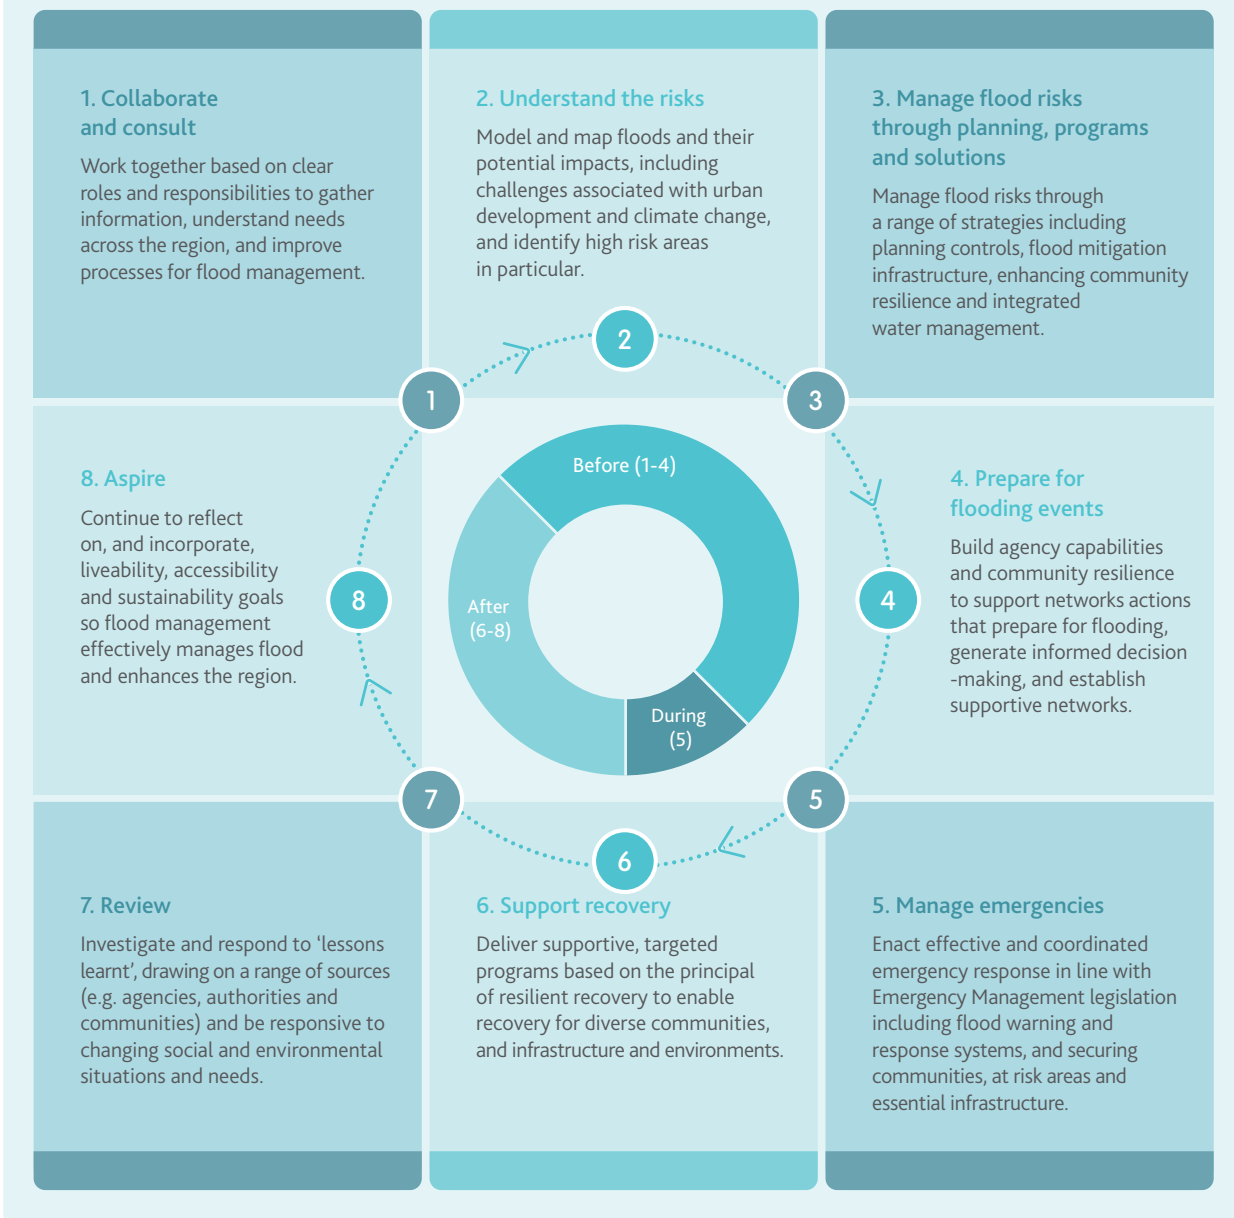 1. Collaborate
and consult
Work together based on clear
roles and responsibilities to gather
information, understand needs
across the region, and improve
processes for flood management.
2. Understand the risks
Model and map floods and their
potential impacts, including
challenges associated with urban
development and climate change,
and identify high risk areas
in particular.
3. Manage flood risks
through planning, programs
and solutions
Manage flood risks through
a range of strategies including
planning controls, flood mitigation
infrastructure, enhancing community
resilience and integrated
water management.
2
1
3
8. Aspire
Continue to reflect
on, and incorporate,
liveability, accessibility
and sustainability goals
so flood management
effectively manages flood
and enhances the region.
8
Before (1-4)
After
(6-8)
During
(5)
4
4. Prepare for
flooding events
Build agency capabilities
and community resilience
to support networks actions
that prepare for flooding,
generate informed decision
-making, and establish
supportive networks.
7
6
5
7. Review
Investigate and respond to ‘lessons
learnt’, drawing on a range of sources
(e.g. agencies, authorities and
communities) and be responsive to
changing social and environmental
situations and needs.
6. Support recovery
Deliver supportive, targeted
programs based on the principal
of resilient recovery to enable
recovery for diverse communities,
and infrastructure and environments.
5. Manage emergencies
Enact effective and coordinated
emergency response in line with
Emergency Management legislation
including flood warning and
response systems, and securing
communities, at risk areas and
essential infrastructure.